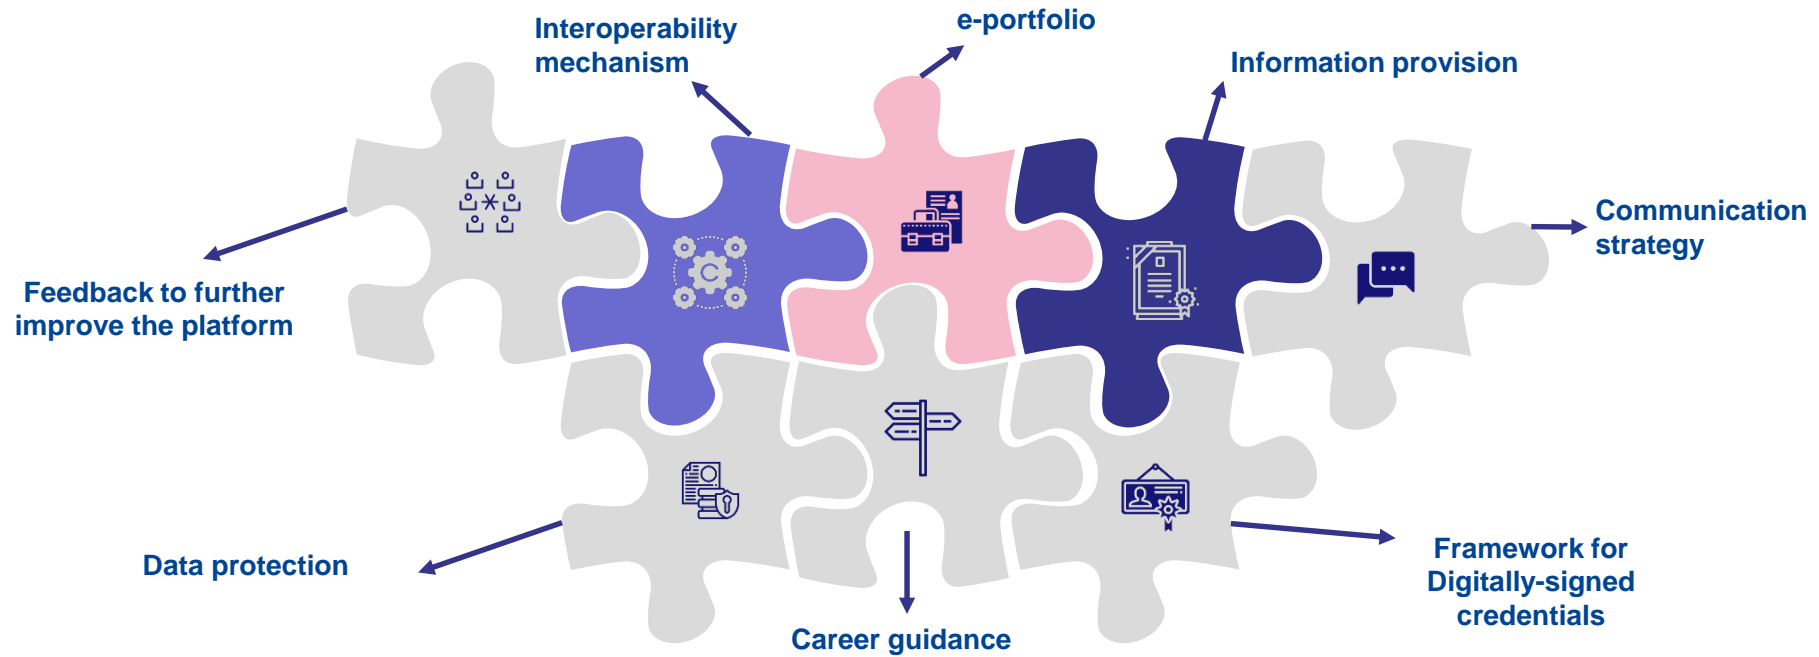 e-portfolio
Interoperability
mechanism
Information provision
Communication
strategy
Feedback to further
improve the platform
Data protection
Framework for
Digitally-signed
credentials
Career guidance